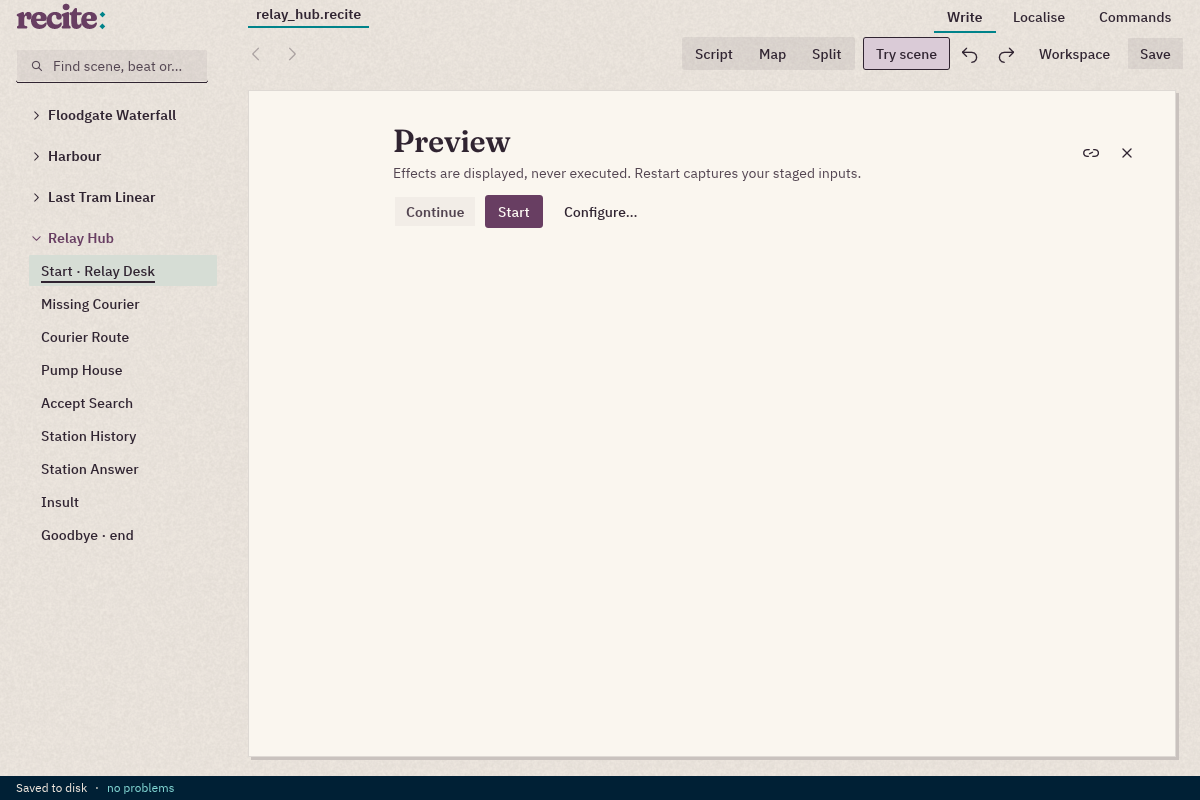 recite:
relay_hub.recite
Write
Localise
Commands
Find scene, beat or...
Script
Map
Split
Try scene
Workspace
Save
Floodgate Waterfall
Harbour
Last Tram Linear
Relay Hub
Start · Relay Desk
Missing Courier
Courier Route
Pump House
Accept Search
Station History
Station Answer
Insult
Goodbye · end
Preview
Effects are displayed, never executed. Restart captures your staged inputs.
Continue
Start
Configure...
Saved to disk · no problems